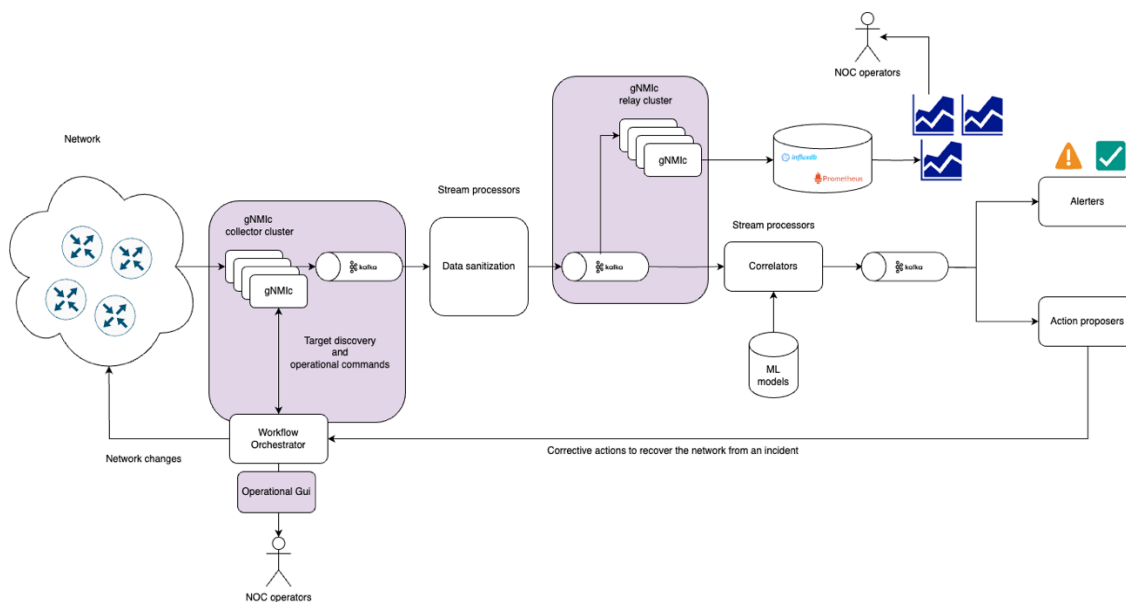 NOC operators
gNMIc
relay cluster
gNMIc
influxdb
Prometheus
Network
Stream processors
gNMIc
collector cluster
gNMIc
kafka
Data sanitization
kafka
Stream processors
Correlators
kafka
Alerters
Action proposers
Target discovery
and
operational commands
ML
models
Workflow
Orchestrator
Network changes
Corrective actions to recover the network from an incident
Operational Gui
NOC operators